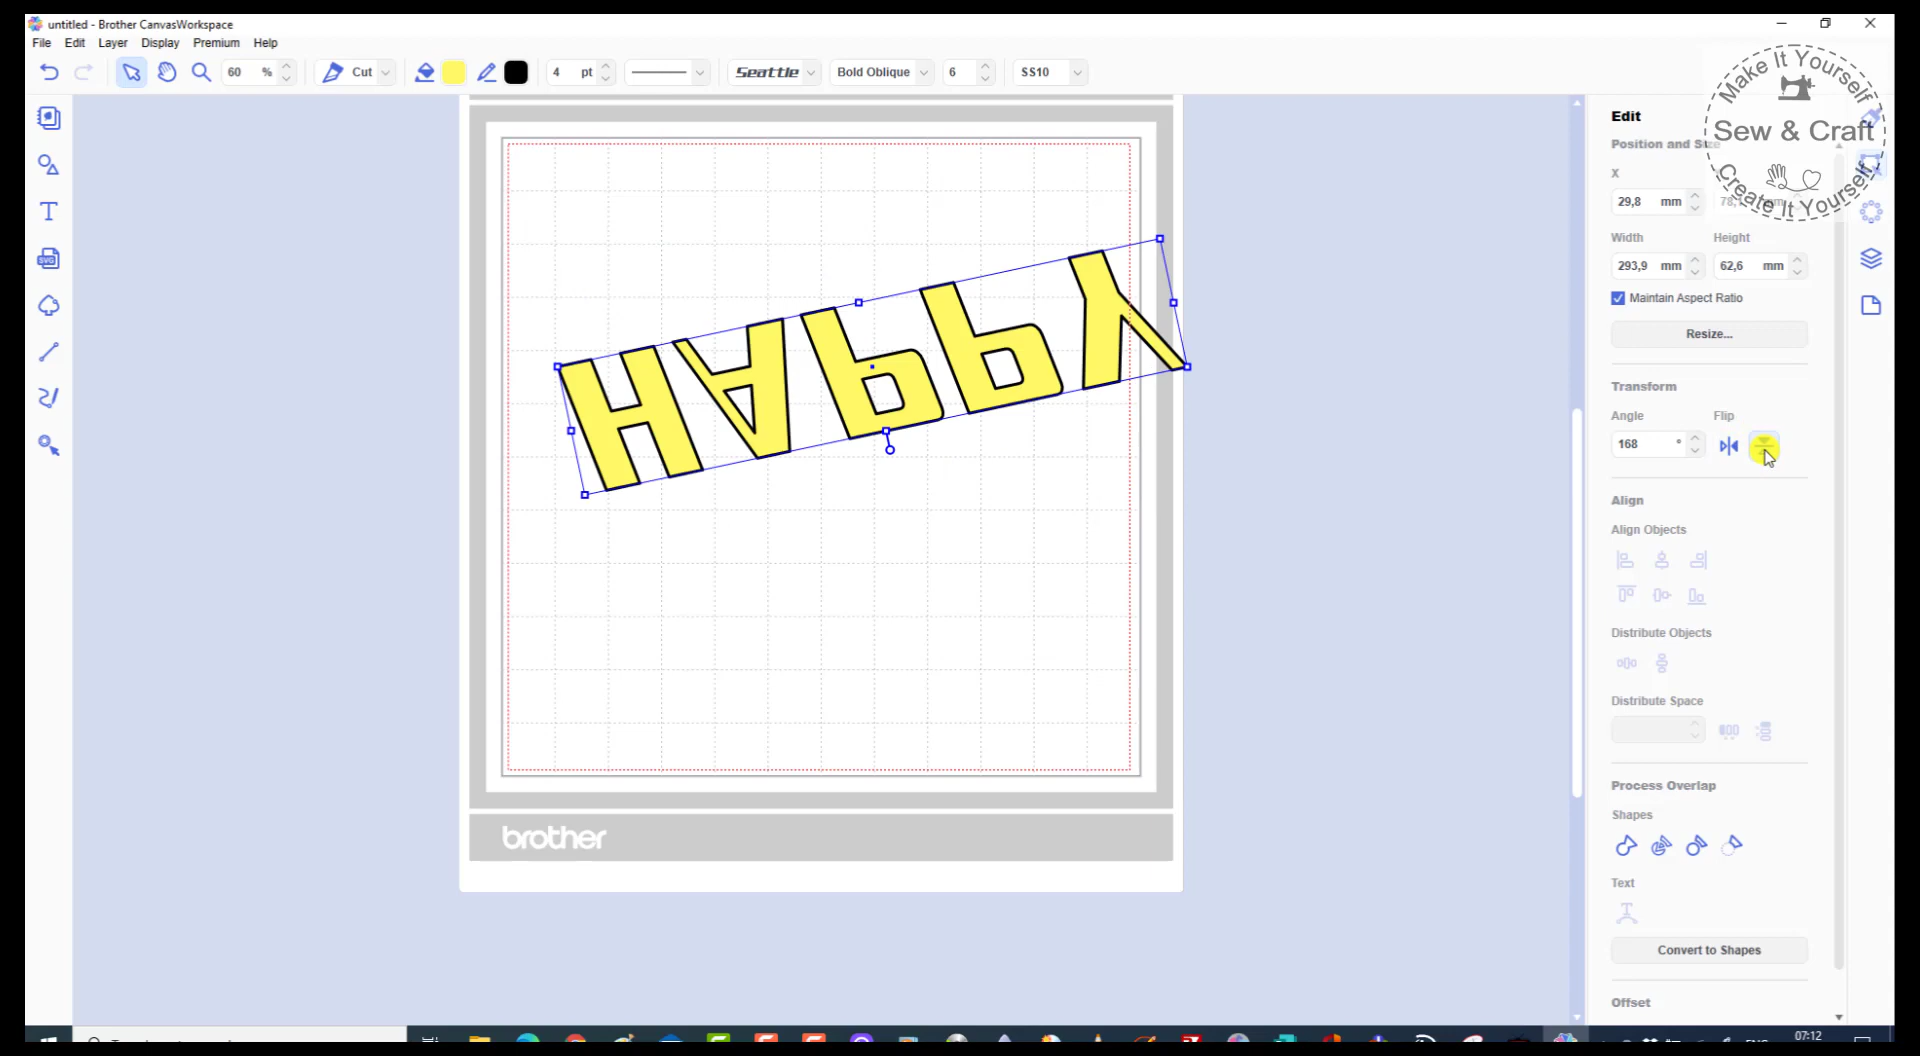 untitled - Brother CanvasWorkspace
File Edit Layer Display Premium Help
60 % Cut 4 pt Seattle Bold Oblique 6 SS10
Make It Yourself
Sew & Craft
Create It Yourself
Edit
X
29,8 mm
Width Height
293,9 mm 62,6 mm
Maintain Aspect Ratio
Resize...
Transform
Angle Flip
168 °
HAPPY
Align
Align Objects
Distribute Objects
Distribute Space
Process Overlap
Shapes
Text
Convert to Shapes
Offset
brother
SVG
07:12